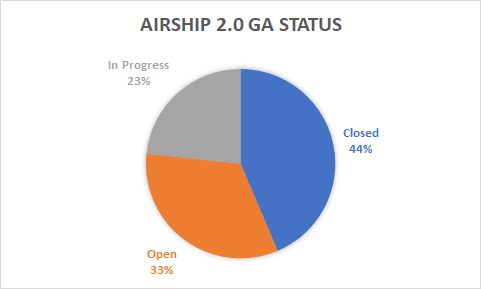 AIRSHIP 2.0 GA STATUS
In Progress
23%
Closed
44%
Open
33%